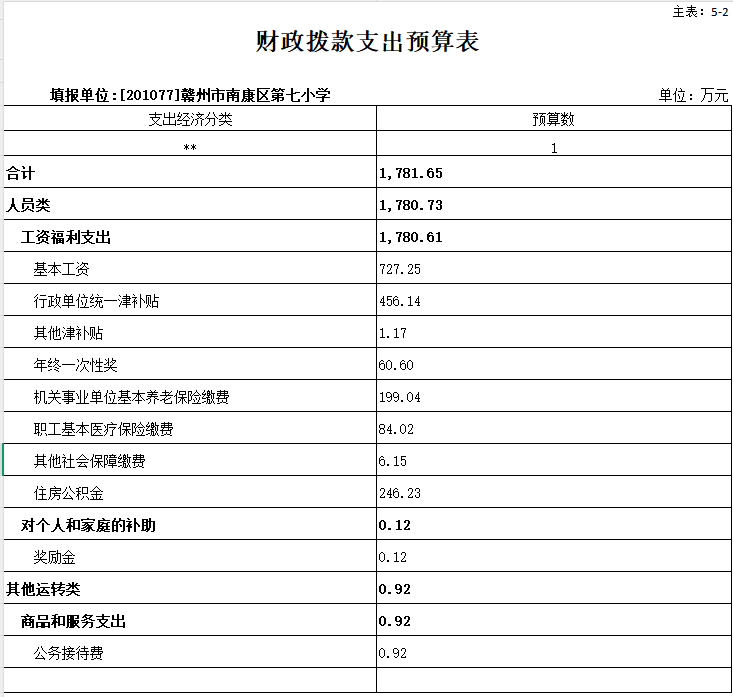 主表：5-2
财政拨款支出预算表
填报单位:[201077]赣州市南康区第七小学 单位：万元
支出经济分类 预算数
** 1
合计 1,781.65
人员类 1,780.73
工资福利支出 1,780.61
基本工资 727.25
行政单位统一津补贴 456.14
其他津补贴 1.17
年终一次性奖 60.60
机关事业单位基本养老保险缴费 199.04
职工基本医疗保险缴费 84.02
其他社会保障缴费 6.15
住房公积金 246.23
对个人和家庭的补助 0.12
奖励金 0.12
其他运转类 0.92
商品和服务支出 0.92
公务接待费 0.92